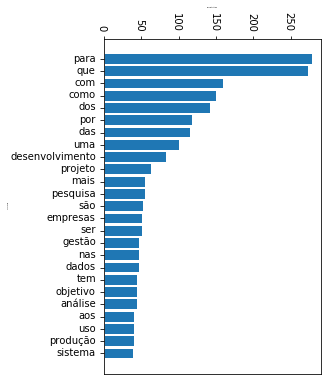 0 50 100 150 200 250
para
que
com
como
dos
por
das
uma
desenvolvimento
projeto
mais
pesquisa
são
empresas
ser
gestão
nas
dados
tem
objetivo
análise
aos
uso
produção
sistema